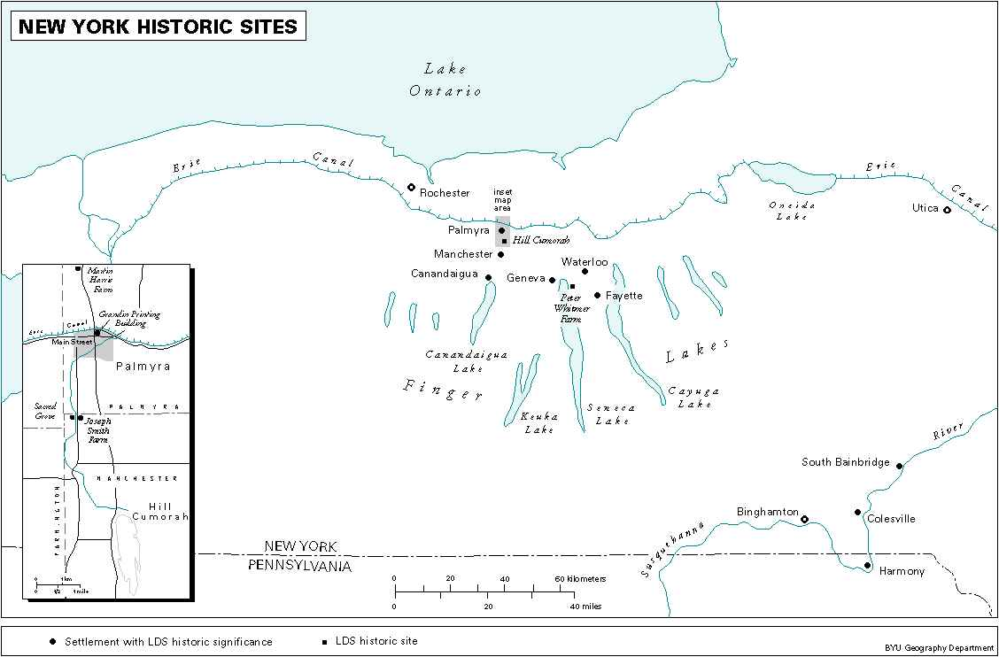 NEW YORK HISTORIC SITES
Lake
Ontario
Erie
Canal
Erie
Canal
Rochester
inset
map
area
Oneida
Lake
Utica
Palmyra
Hill Cumorah
Manchester
Waterloo
Canandaigua
Geneva
Fayette
Peter
Whitmer
Farm
Canandaigua
Lake
Finger
Lakes
Keuka
Lake
Seneca
Lake
Cayuga
Lake
River
South Bainbridge
Binghamton
Colesville
Susquehanna
Harmony
NEW YORK
PENNSYLVANIA
0 20 40 60 kilometers
0 20 40 miles
Martin
Harris
Farm
Grandin Printing
Building
Erie Canal
Main Street
Palmyra
Sacred
Grove
PALMYRA
Joseph
Smith
Farm
MANCHESTER
FARMINGTON
Hill
Cumorah
0 1 km
0 1/2 1 mile
Settlement with LDS historic significance
LDS historic site
BYU Geography Department